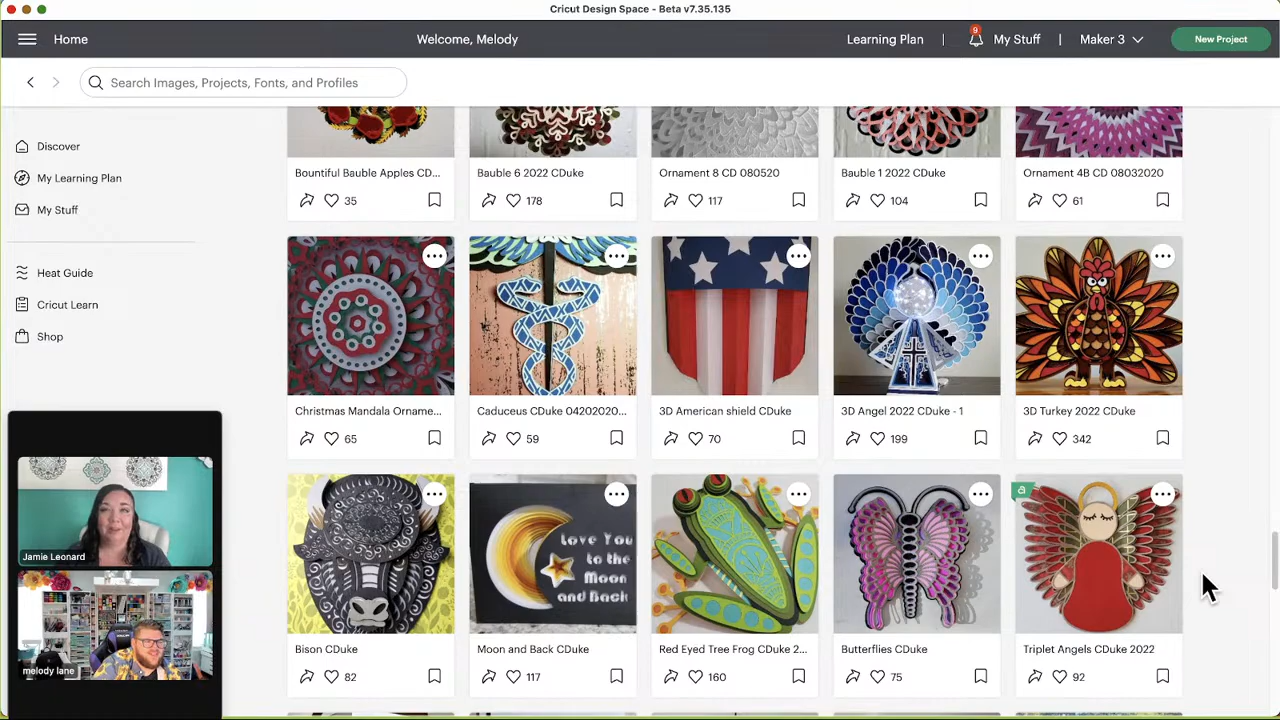 Cricut Design Space - Beta v7.35.135
Home
Welcome, Melody
Learning Plan | 9 My Stuff | Maker 3 New Project
Search Images, Projects, Fonts, and Profiles
Discover
My Learning Plan
My Stuff
Heat Guide
Cricut Learn
Shop
Bountiful Bauble Apples CD... Bauble 6 2022 CDuke Ornament 8 CD 080520 Bauble 1 2022 CDuke Ornament 4B CD 08032020
35 178 117 104 61
Christmas Mandala Orname... Caduceus CDuke 04202020... 3D American shield CDuke 3D Angel 2022 CDuke - 1 3D Turkey 2022 CDuke
65 59 70 199 342
Love You
to the
Moon
and Back
a
Bison CDuke Moon and Back CDuke Red Eyed Tree Frog CDuke 2... Butterflies CDuke Triplet Angels CDuke 2022
82 117 160 75 92
Jamie Leonard
melody lane